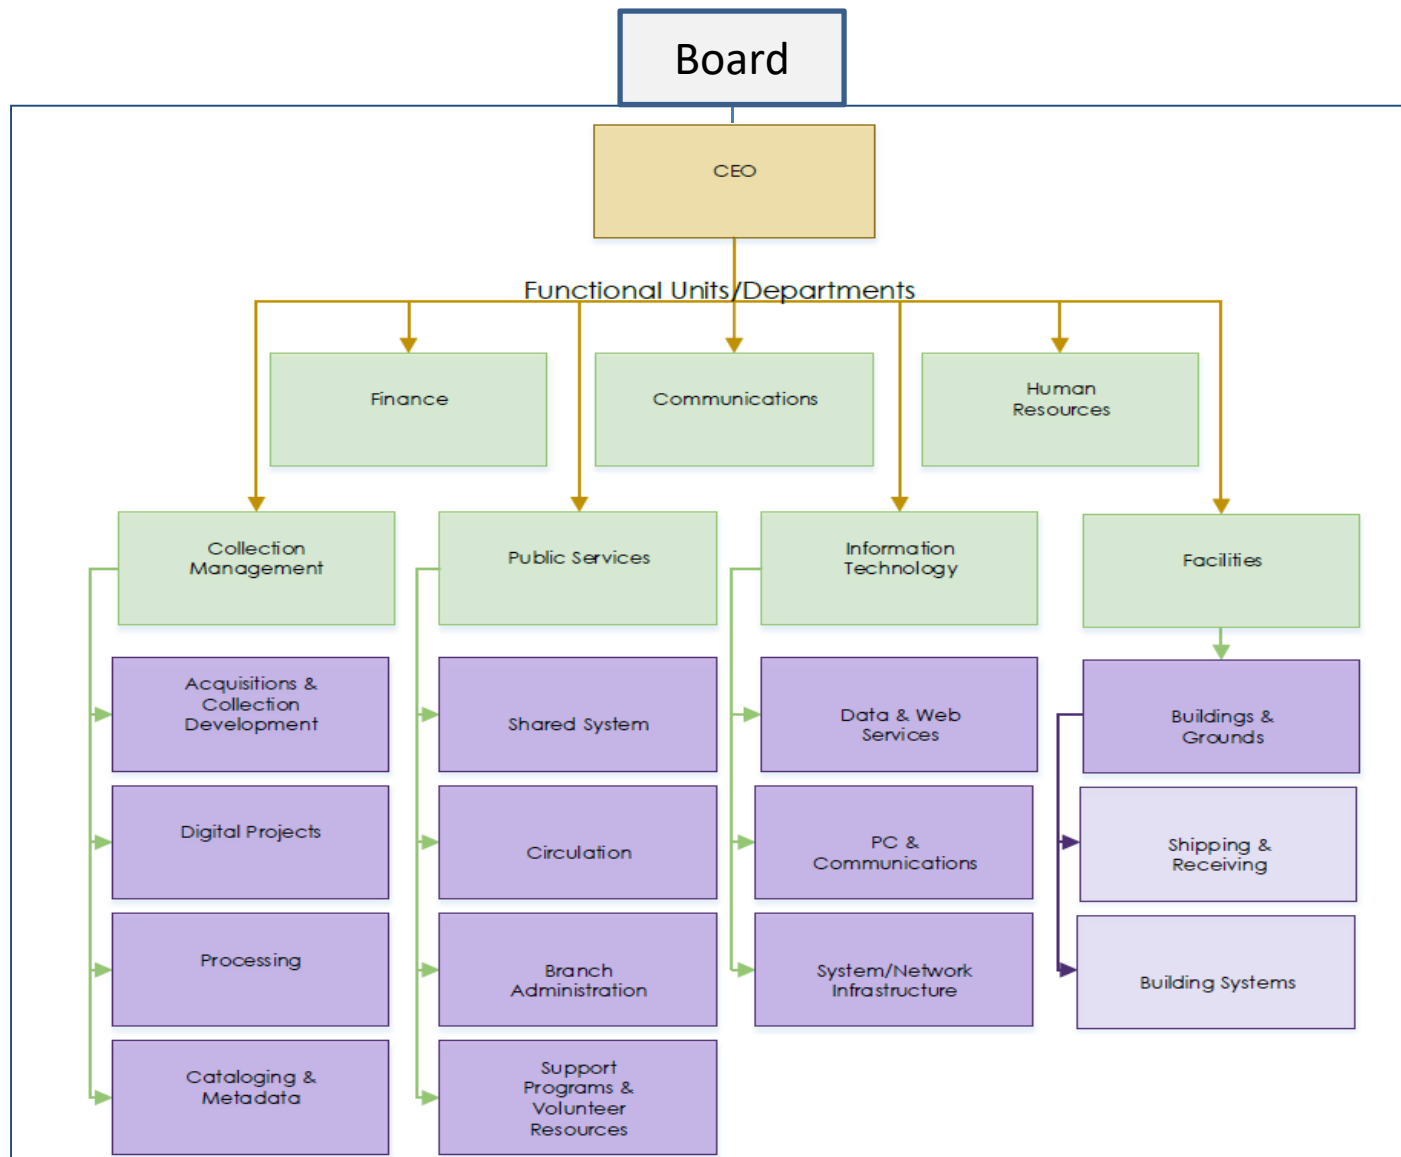 Board
CEO
Functional Units/Departments
Finance
Communications
Human
Resources
Collection
Management
Public Services
Information
Technology
Facilities
Acquisitions &
Collection
Development
Shared System
Data & Web
Services
Buildings &
Grounds
Digital Projects
Circulation
PC &
Communications
Shipping &
Receiving
Processing
Branch
Administration
System/Network
Infrastructure
Building Systems
Cataloging &
Metadata
Support
Programs &
Volunteer
Resources